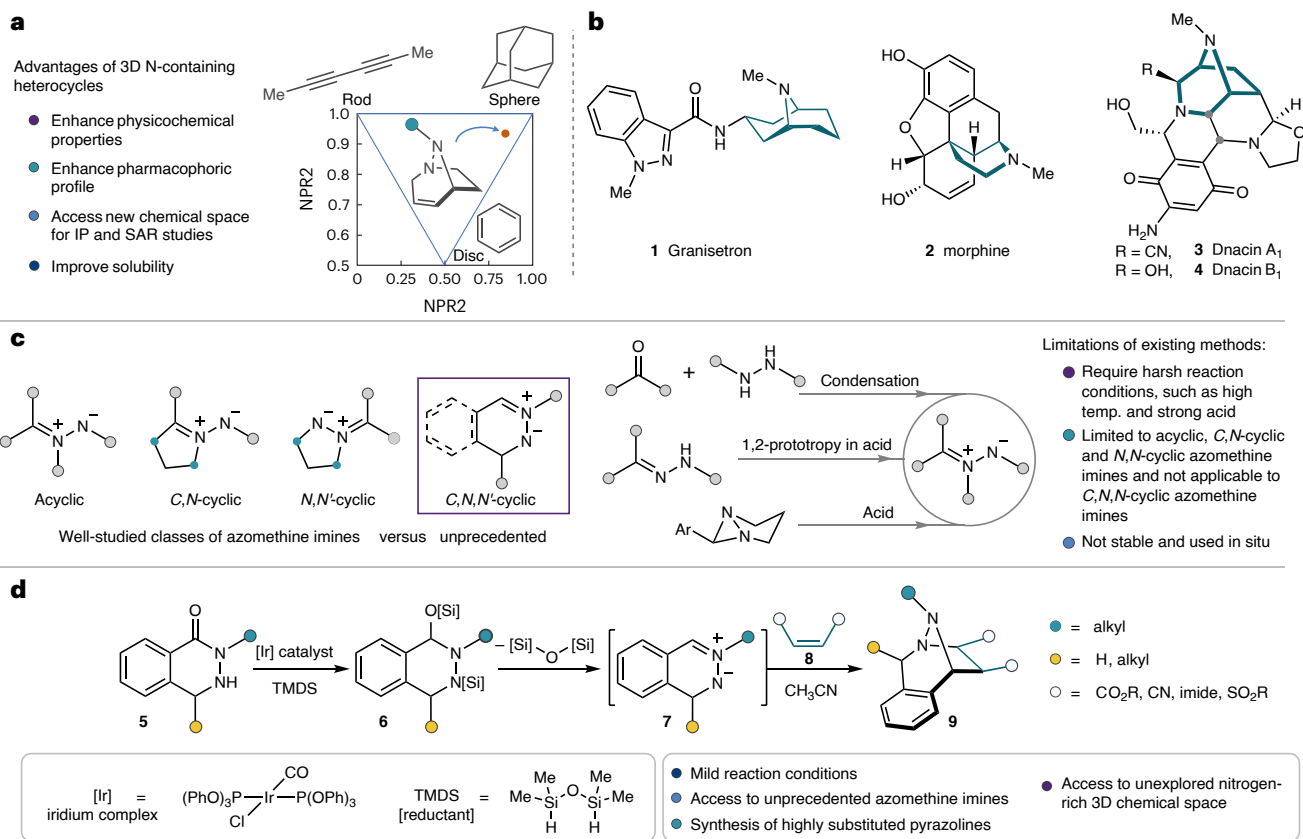 a
Advantages of 3D N-containing
heterocycles
Enhance physicochemical
properties
Enhance pharmacophoric
profile
Access new chemical space
for IP and SAR studies
Improve solubility
Me
Me
Rod
Sphere
1.0
0.9
0.8
0.7
0.6
0.5
NPR2
N
N
Disc
0
0.25
0.50
0.75
1.00
NPR2
b
O
N
H
N
N
Me
Me
N
1 Granisetron
HO
O
H
H
HO
N
Me
2 morphine
Me
N
R
HO
N
H
N
O
O
O
H2N
R = CN, 3 Dnacin A1
R = OH, 4 Dnacin B1
c
+ −
N N
Acyclic
+ −
N N
C,N-cyclic
− +
N N
N,N′-cyclic
+
N
N −
C,N,N′-cyclic
Well-studied classes of azomethine imines versus unprecedented
O
+
H
N
N
H
Condensation
H
N
N
1,2-prototropy in acid
Ar
N
N
Acid
+ −
N N
Limitations of existing methods:
Require harsh reaction
conditions, such as high
temp. and strong acid
Limited to acyclic, C,N-cyclic
and N,N-cyclic azomethine
imines and not applicable to
C,N,N-cyclic azomethine
imines
Not stable and used in situ
d
O
N
NH
5
[Ir] catalyst
TMDS
O[Si]
N
N[Si]
6
− [Si] O [Si]
+
N
N −
7
8
CH3CN
N
N
9
= alkyl
= H, alkyl
= CO2R, CN, imide, SO2R
[Ir] =
iridium complex
CO
(PhO)3P Ir P(OPh)3
Cl
TMDS =
[reductant]
Me Me
Me Si O Si Me
H H
Mild reaction conditions
Access to unprecedented azomethine imines
Synthesis of highly substituted pyrazolines
Access to unexplored nitrogen-
rich 3D chemical space